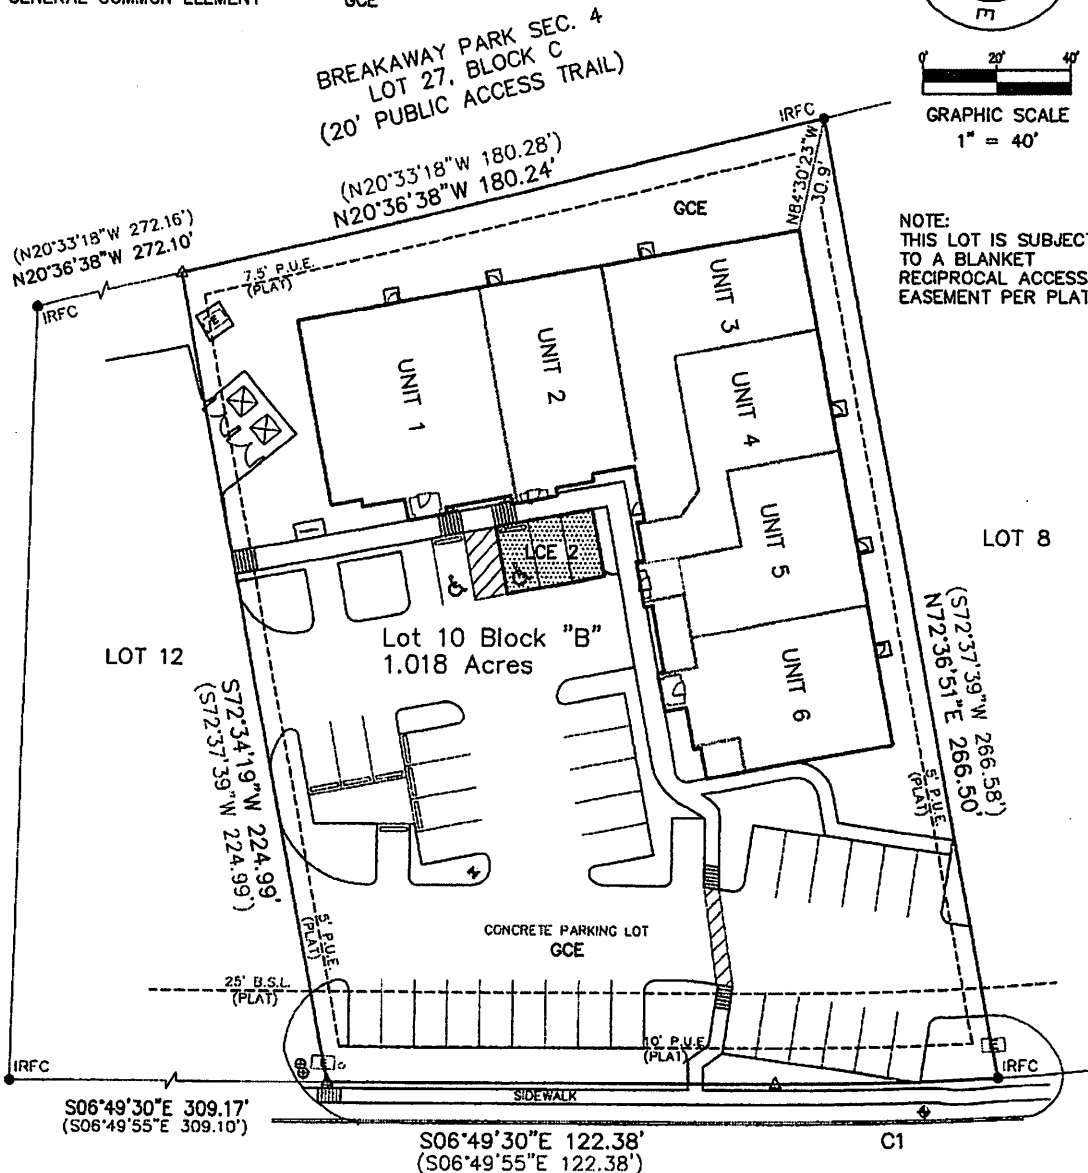 GENERAL COMMON ELEMENT GCE
E
BREAKAWAY PARK SEC. 4
LOT 27, BLOCK C
(20' PUBLIC ACCESS TRAIL)
0' 20' 40'
GRAPHIC SCALE
1" = 40'
IRFC
(N20°33'18"W 180.28')
N20°36'38"W 180.24'
N84°30'23"W
30.9'
GCE
(N20°33'18"W 272.16')
N20°36'38"W 272.10'
NOTE:
THIS LOT IS SUBJECT
TO A BLANKET
RECIPROCAL ACCESS
EASEMENT PER PLAT
7.5' P.U.E.
(PLAT)
IRFC
E
UNIT 1
UNIT 2
UNIT 3
UNIT 4
UNIT 5
UNIT 6
LCE 2
LOT 8
LOT 12
Lot 10 Block "B"
1.018 Acres
(S72°37'39"W 266.58')
N72°36'51"E 266.50'
S72°34'19"W 224.99'
(S72°37'39"W 224.99')
5' P.U.E.
(PLAT)
5' P.U.E.
(PLAT)
CONCRETE PARKING LOT
GCE
25' B.S.L.
(PLAT)
10' P.U.E.
(PLAT)
IRFC
IRFC
SIDEWALK
S06°49'30"E 309.17'
(S06°49'55"E 309.10')
S06°49'30"E 122.38'
(S06°49'55"E 122.38')
C1